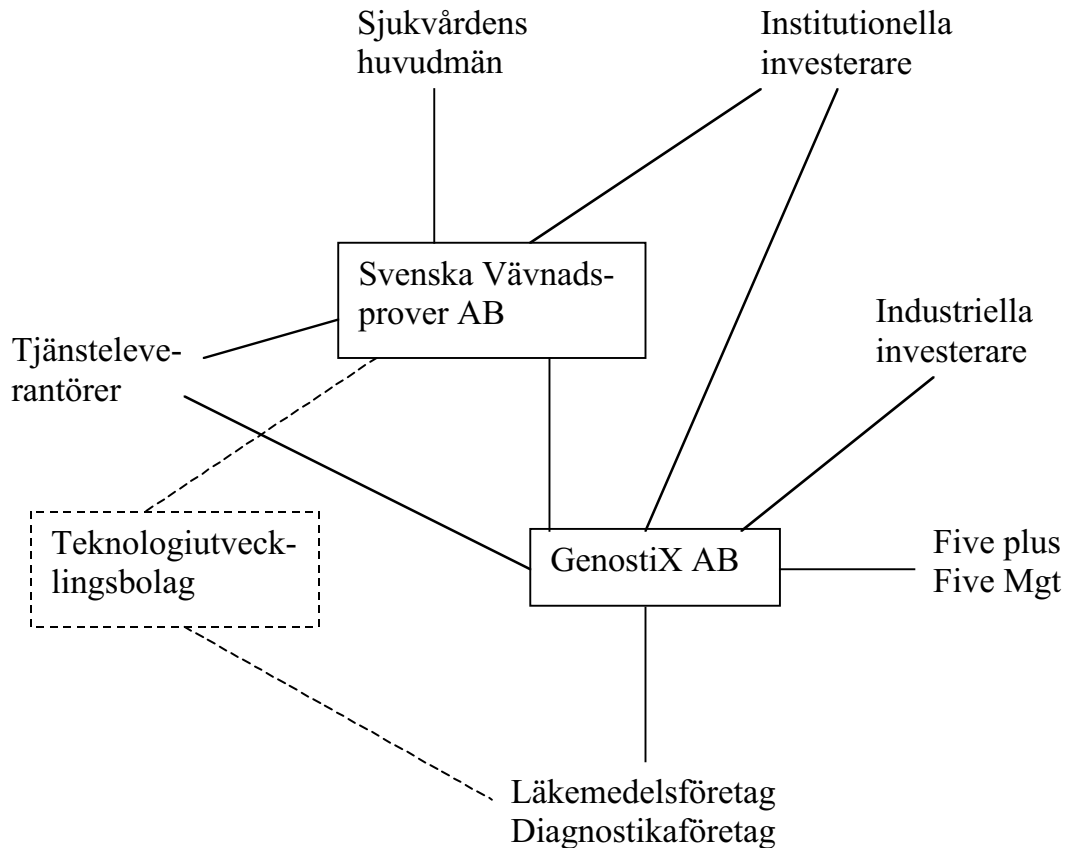 Sjukvårdens
huvudmän
Institutionella
investerare
Svenska Vävnads-
prover AB
Industriella
investerare
Tjänsteleve-
rantörer
Teknologiutveck-
lingsbolag
GenostiX AB
Five plus
Five Mgt
Läkemedelsföretag
Diagnostikaföretag